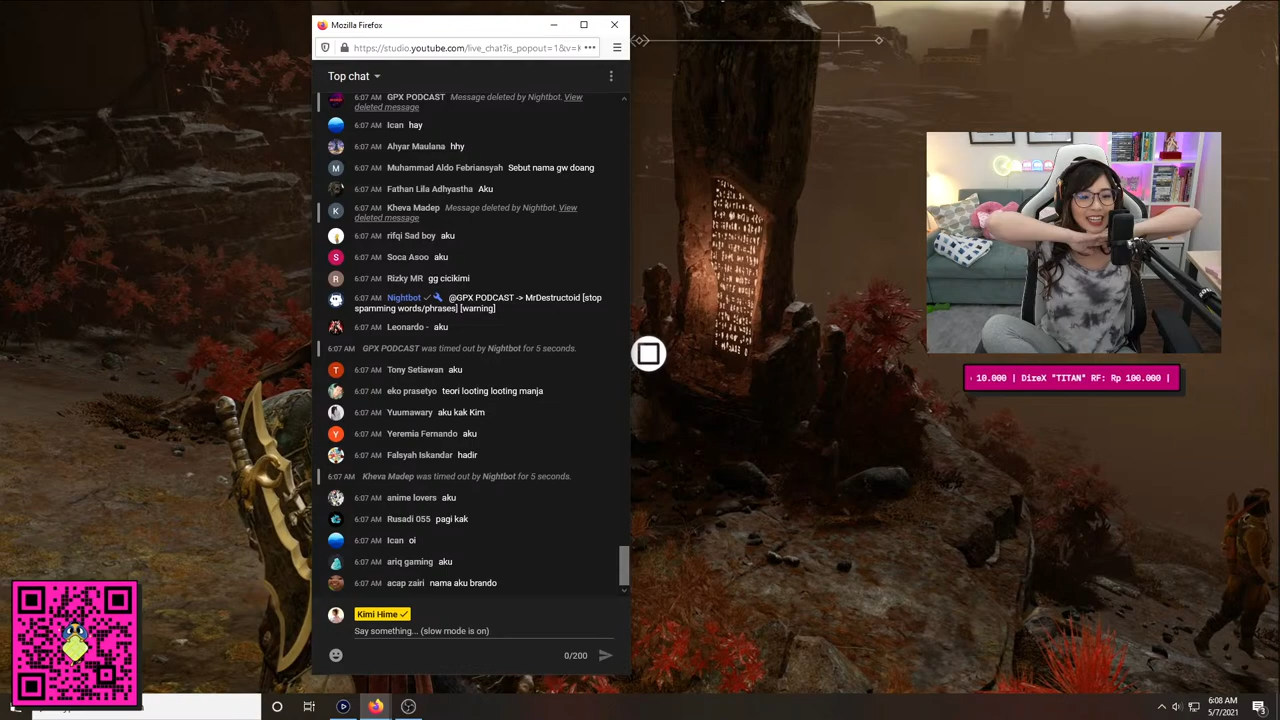 Mozilla Firefox
https://studio.youtube.com/live_chat?is_popout=1&v=
Top chat
6:07 AM GPX PODCAST Message deleted by Nightbot. View
deleted message
6:07 AM Ican hay
6:07 AM Ahyar Maulana hhy
M 6:07 AM Muhammad Aldo Febriansyah Sebut nama gw doang
6:07 AM Fathan Lila Adhyastha Aku
K 6:07 AM Kheva Madep Message deleted by Nightbot. View
deleted message
6:07 AM rifqi Sad boy aku
S 6:07 AM Soca Asoo aku
R 6:07 AM Rizky MR gg cicikimi
6:07 AM Nightbot @GPX PODCAST -> MrDestructoid [stop
spamming words/phrases] [warning]
6:07 AM Leonardo - aku
6:07 AM GPX PODCAST was timed out by Nightbot for 5 seconds.
T 6:07 AM Tony Setiawan aku
6:07 AM eko prasetyo teori looting looting manja
6:07 AM Yuumawary aku kak Kim
Y 6:07 AM Yeremia Fernando aku
6:07 AM Falsyah Iskandar hadir
6:07 AM Kheva Madep was timed out by Nightbot for 5 seconds.
6:07 AM anime lovers aku
6:07 AM Rusadi 055 pagi kak
6:07 AM Ican oi
6:07 AM ariq gaming aku
6:07 AM acap zairi nama aku brando
Kimi Hime
Say something... (slow mode is on)
0/200
10.000 | DireX "TITAN" RF: Rp 100.000 |
6:08 AM
5/7/2021
3